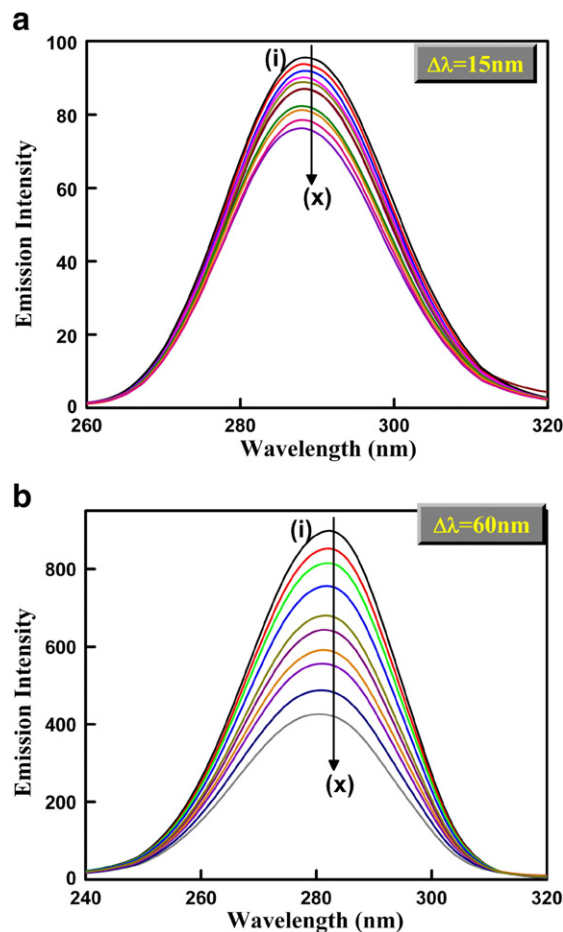 a
100
(i)
Δλ=15nm
80
60
(x)
40
20
0
260 280 300 320
Emission Intensity
Wavelength (nm)
b
(i)
Δλ=60nm
800
600
400
(x)
200
0
240 260 280 300 320
Emission Intensity
Wavelength (nm)